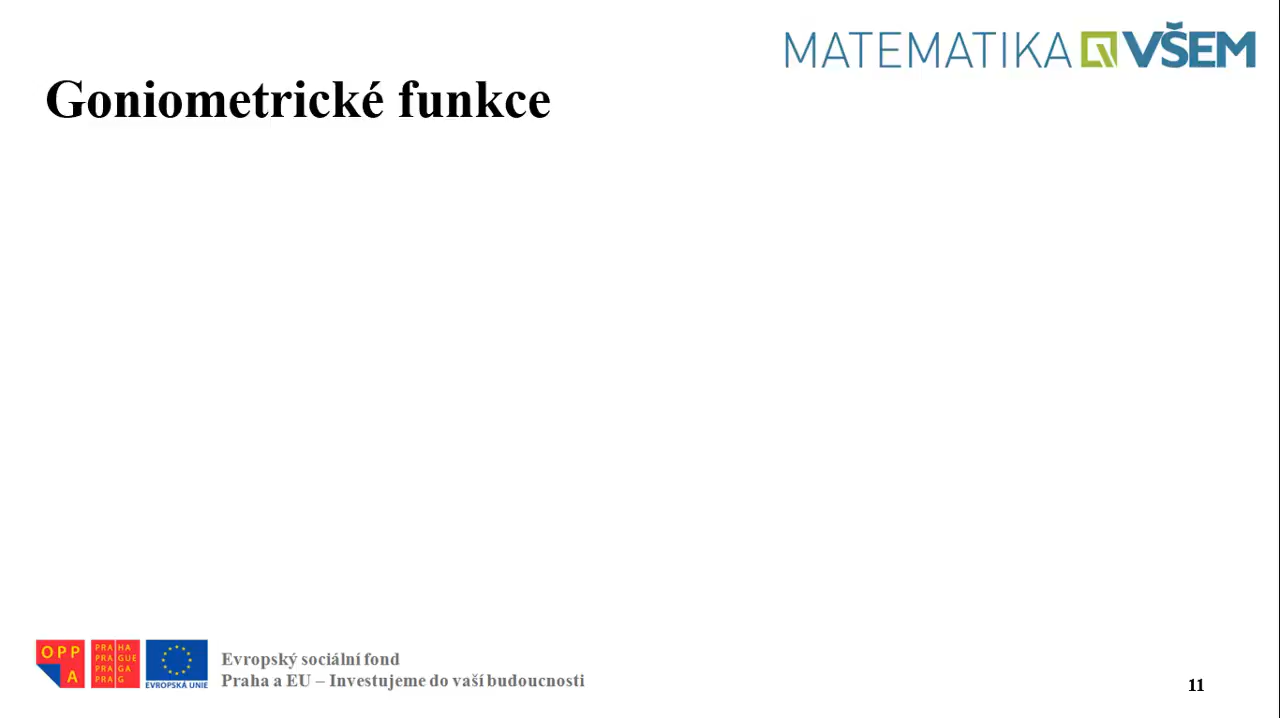 MATEMATIKA VŠEM
Goniometrické funkce
OPP
A
PRA HA
PRA GUE
PRA GA
PRA G
EVROPSKÁ UNIE
Evropský sociální fond
Praha a EU – Investujeme do vaší budoucnosti
11